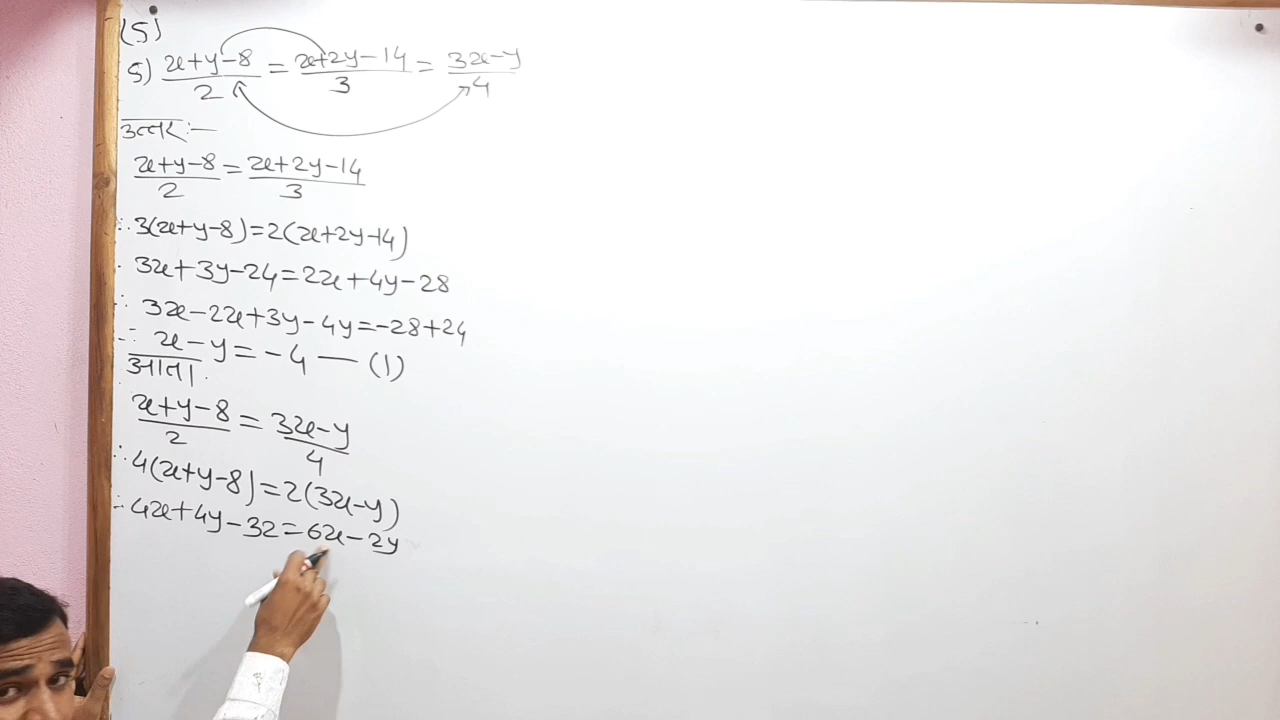 (5)
5) x+y-8/2 = x+2y-14/3 = 3x-y/4
उत्तर :-
x+y-8/2 = x+2y-14/3
∴ 3(x+y-8)=2(x+2y-14)
∴ 3x+3y-24=2x+4y-28
∴ 3x-2x+3y-4y=-28+24
∴ x-y=-4 — (1)
आता.
x+y-8/2 = 3x-y/4
∴ 4(x+y-8)=2(3x-y)
∴ 4x+4y-32=6x-2y